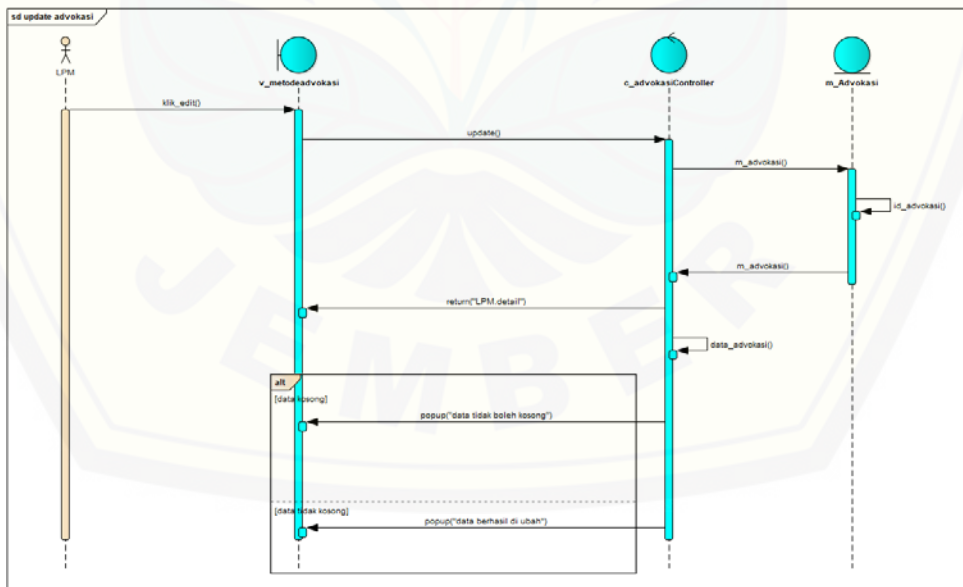 sd update advokasi
LPM
v_metodeadvokasi
c_advokasiController
m_Advokasi
klik_edit()
update()
m_advokasi()
id_advokasi()
m_advokasi()
return("LPM.detail")
data_advokasi()
alt
[data kosong]
popup("data tidak boleh kosong")
[data tidak kosong]
popup("data berhasil di ubah")
JEMBER